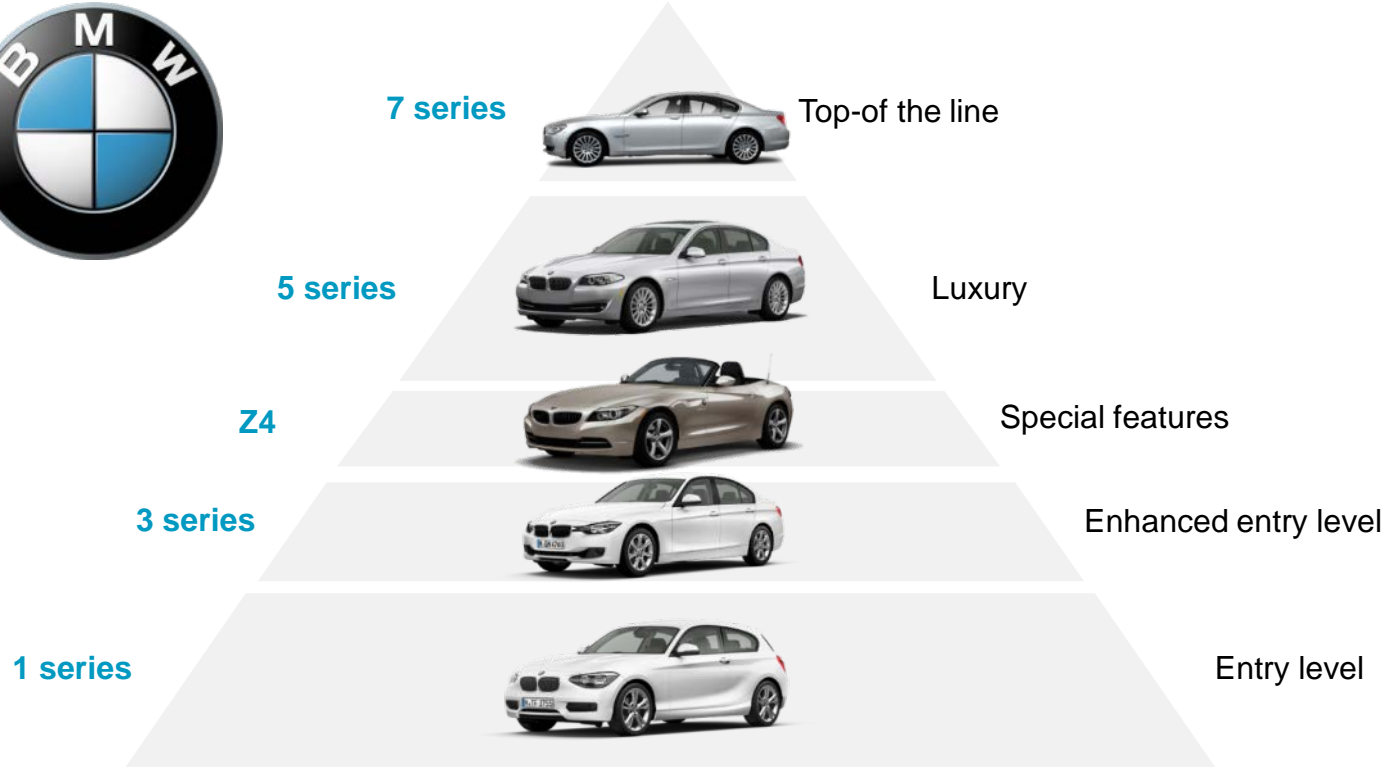 BMW
7 series
Top-of the line
5 series
Luxury
Z4
Special features
3 series
Enhanced entry level
1 series
Entry level